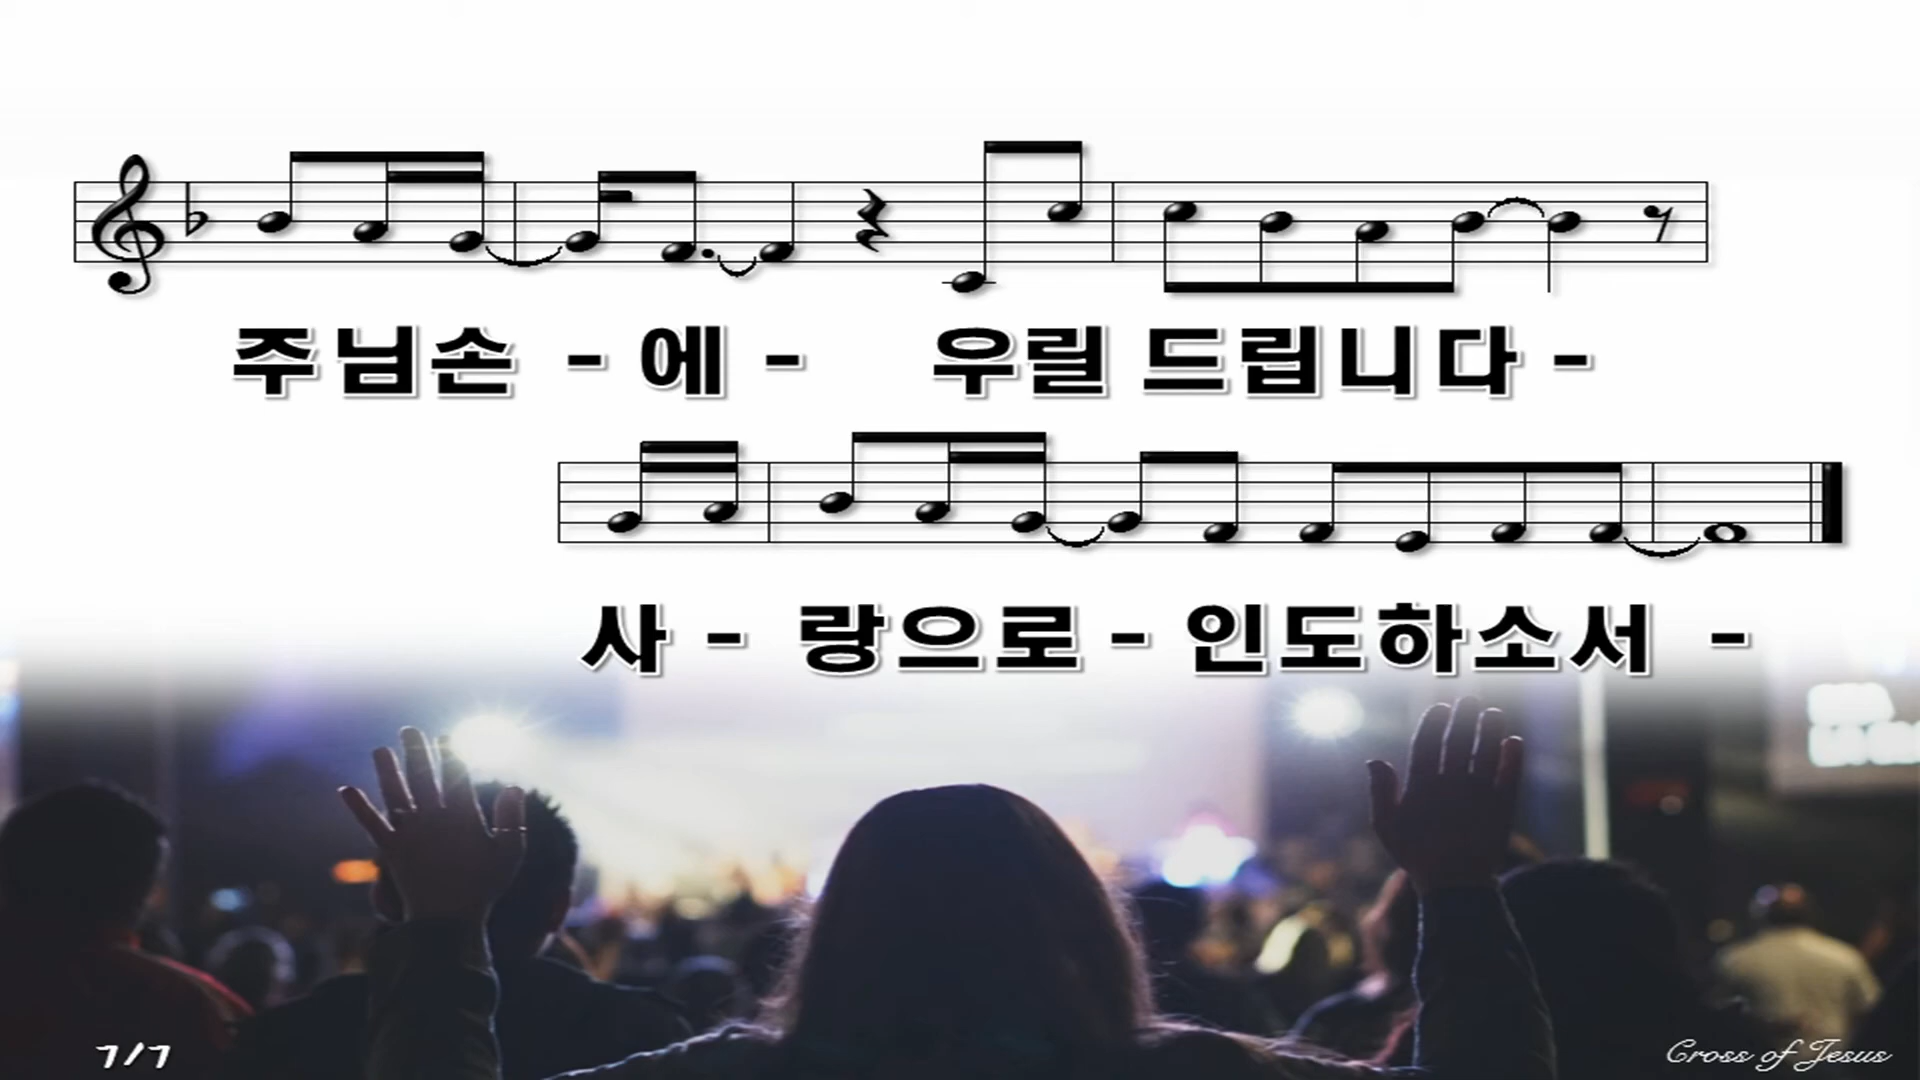 주님손 - 에 - 우릴 드립니다 -
사 - 랑으로 - 인도하소서 -
7/7
Cross of Jesus